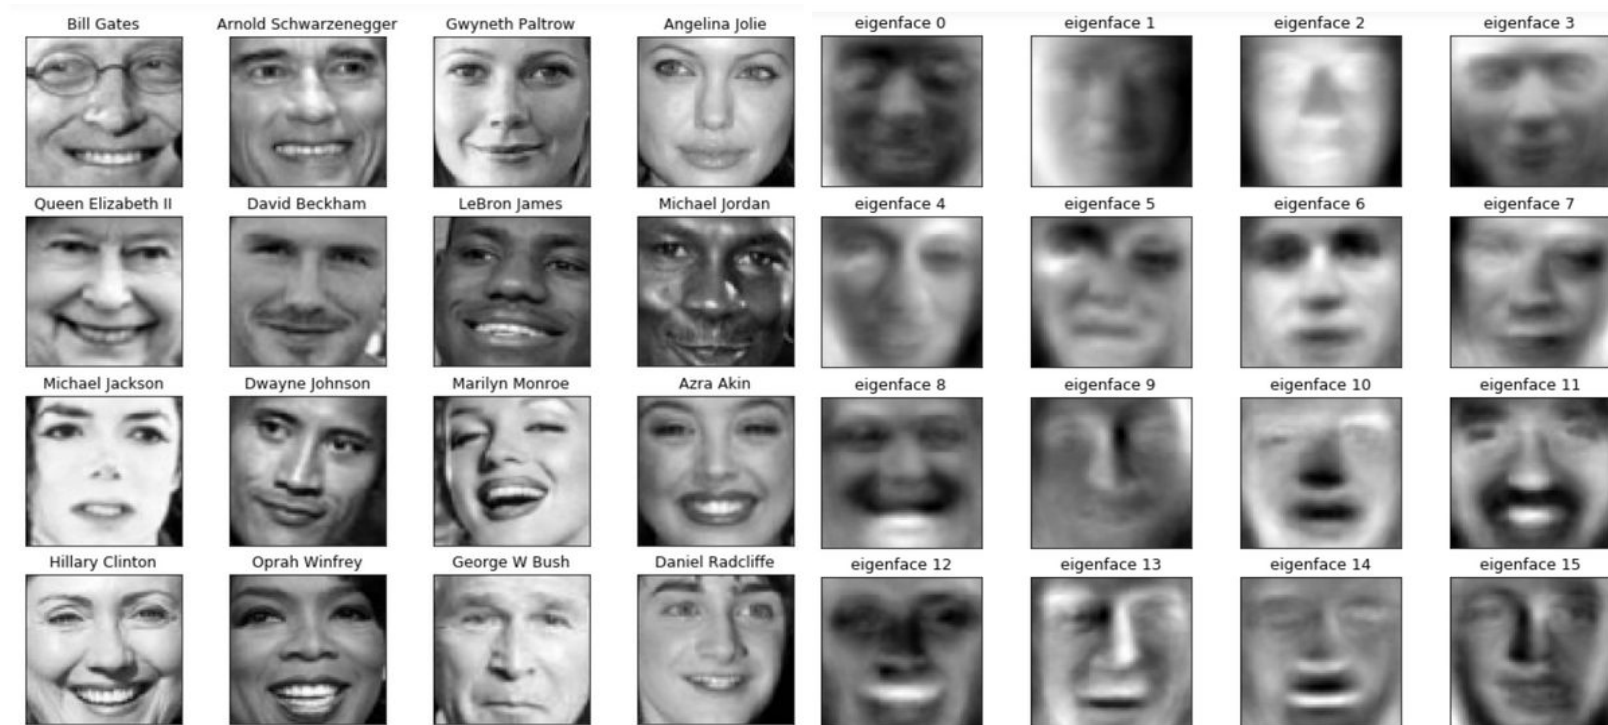 Bill Gates Arnold Schwarzenegger Gwyneth Paltrow Angelina Jolie eigenface 0 eigenface 1 eigenface 2 eigenface 3
Queen Elizabeth II David Beckham LeBron James Michael Jordan eigenface 4 eigenface 5 eigenface 6 eigenface 7
Michael Jackson Dwayne Johnson Marilyn Monroe Azra Akin eigenface 8 eigenface 9 eigenface 10 eigenface 11
Hillary Clinton Oprah Winfrey George W Bush Daniel Radcliffe eigenface 12 eigenface 13 eigenface 14 eigenface 15